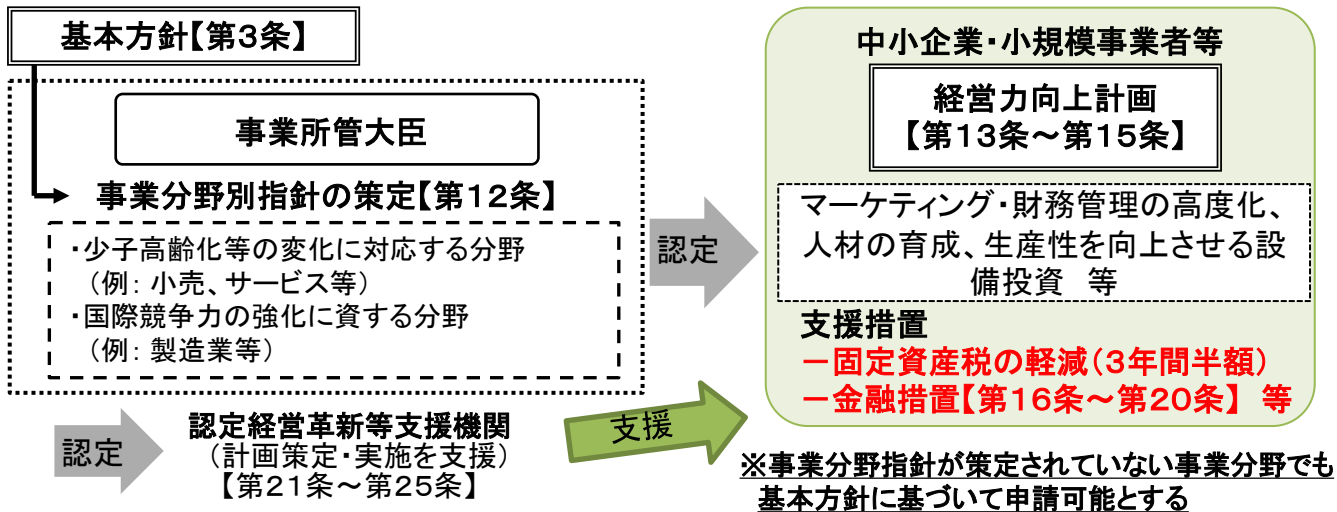 基本方針【第3条】
事業所管大臣
事業分野別指針の策定【第12条】
・少子高齢化等の変化に対応する分野
（例：小売、サービス等）
・国際競争力の強化に資する分野
（例：製造業等）
認定
認定経営革新等支援機関
（計画策定・実施を支援）
【第21条～第25条】
支援
認定
中小企業・小規模事業者等
経営力向上計画
【第13条～第15条】
マーケティング・財務管理の高度化、
人材の育成、生産性を向上させる設
備投資　等
支援措置
－固定資産税の軽減（3年間半額）
－金融措置【第16条～第20条】 等
※事業分野指針が策定されていない事業分野でも
基本方針に基づいて申請可能とする